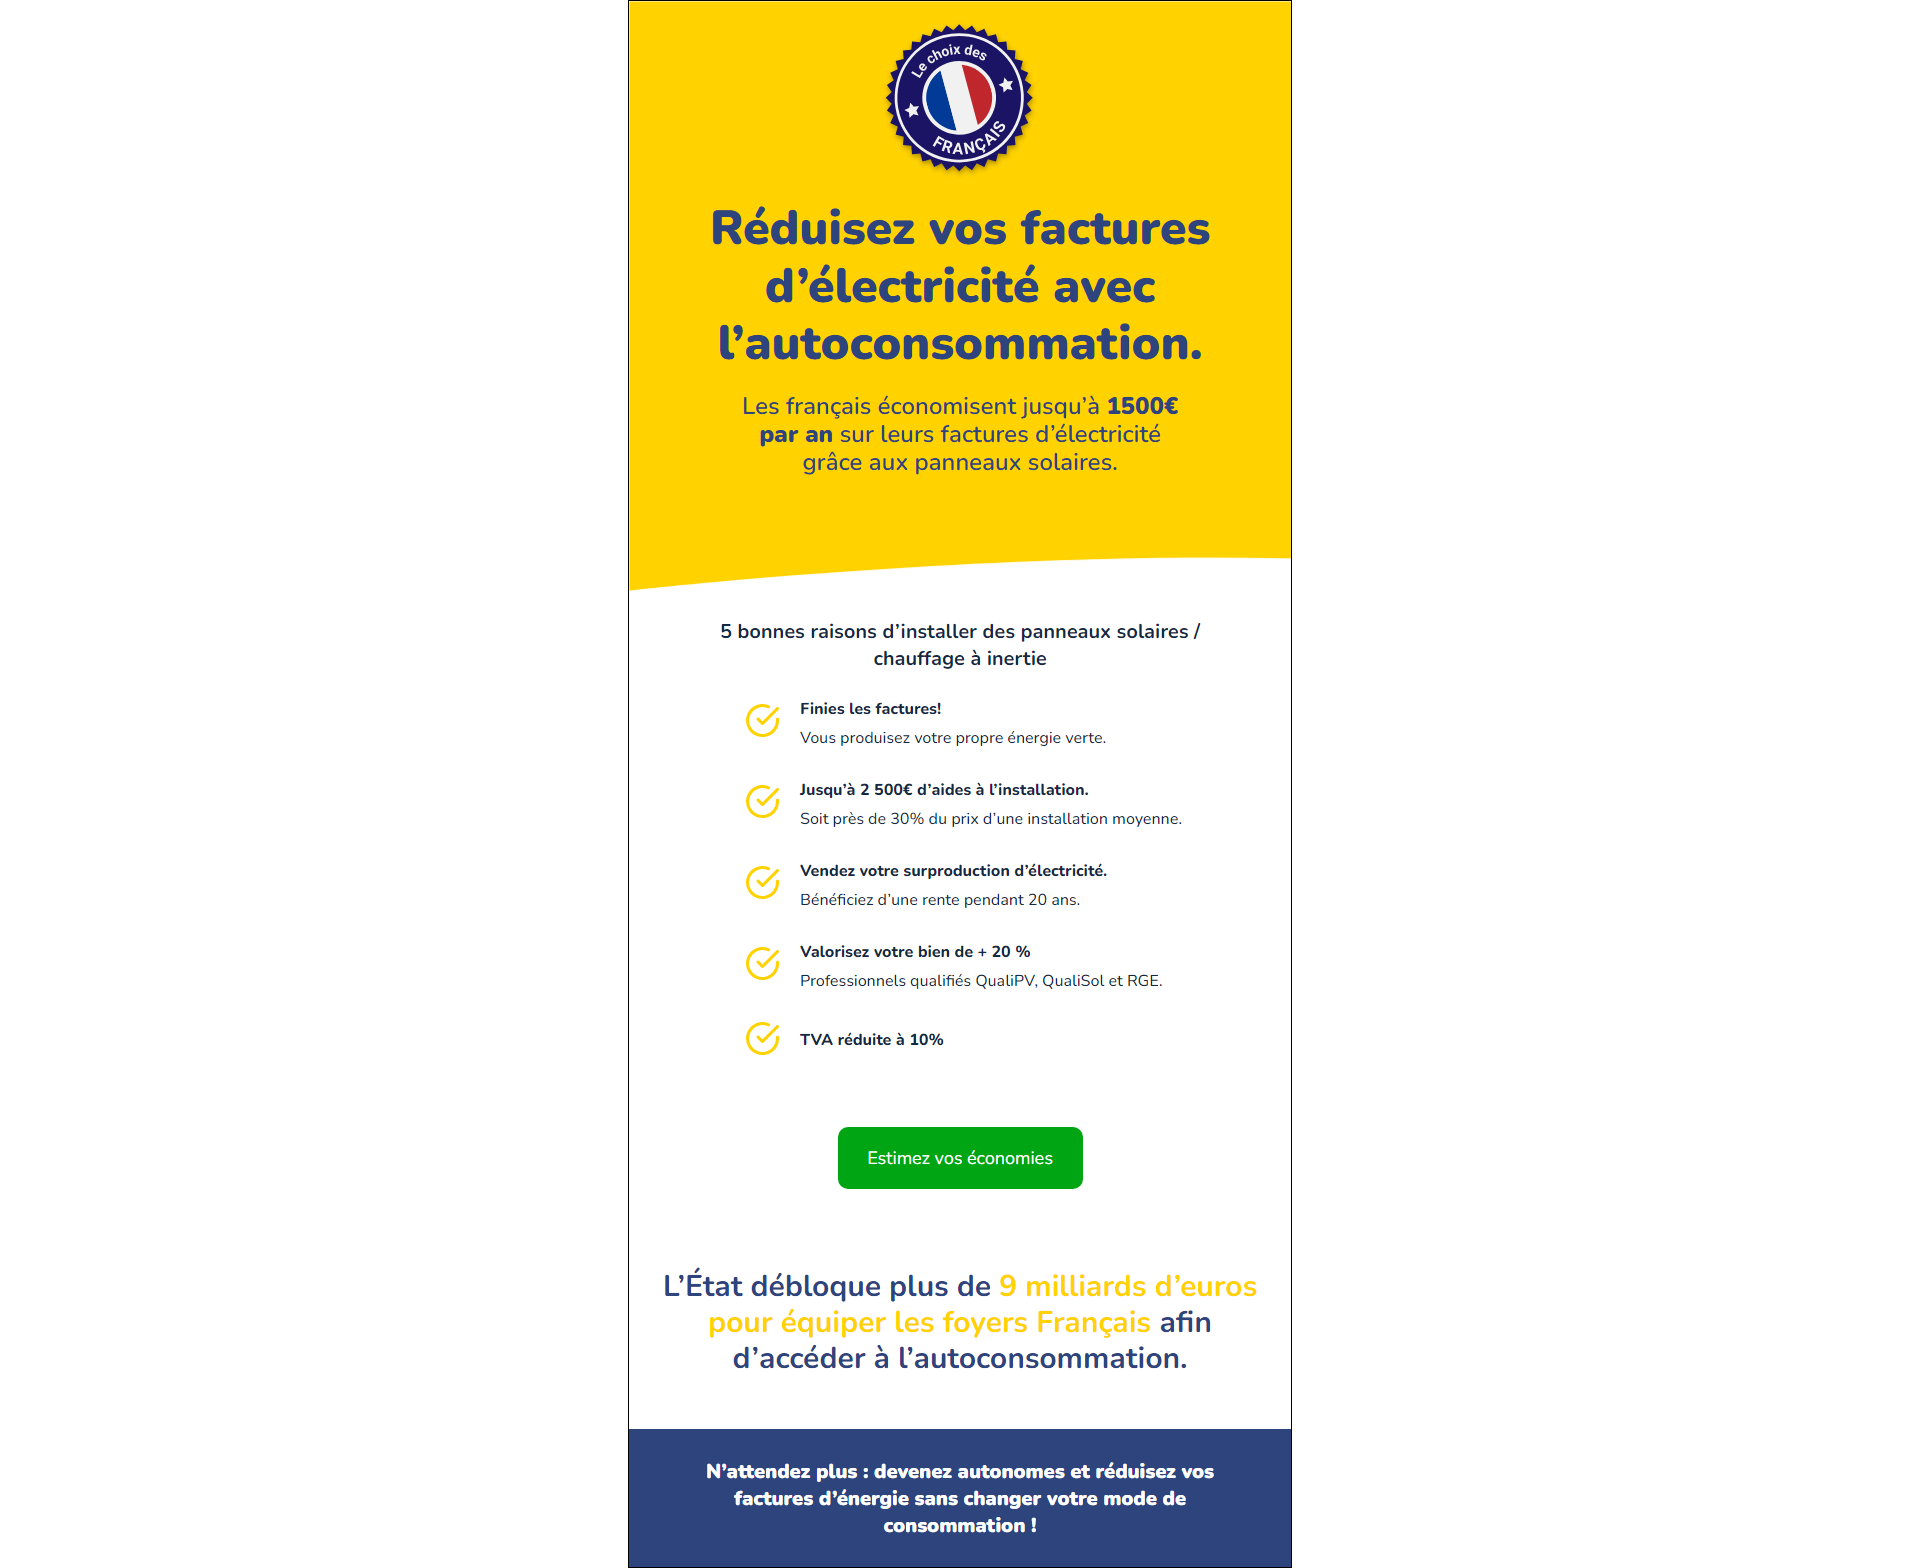 Le choix des
FRANÇAIS
Réduisez vos factures
d’électricité avec
l’autoconsommation.
Les français économisent jusqu’à 1500€
par an sur leurs factures d’électricité
grâce aux panneaux solaires.
5 bonnes raisons d’installer des panneaux solaires /
chauffage à inertie
Finies les factures!
Vous produisez votre propre énergie verte.
Jusqu’à 2 500€ d’aides à l’installation.
Soit près de 30% du prix d’une installation moyenne.
Vendez votre surproduction d’électricité.
Bénéficiez d’une rente pendant 20 ans.
Valorisez votre bien de + 20 %
Professionnels qualifiés QualiPV, QualiSol et RGE.
TVA réduite à 10%
Estimez vos économies
L’État débloque plus de 9 milliards d’euros
pour équiper les foyers Français afin
d’accéder à l’autoconsommation.
N’attendez plus : devenez autonomes et réduisez vos
factures d’énergie sans changer votre mode de
consommation !